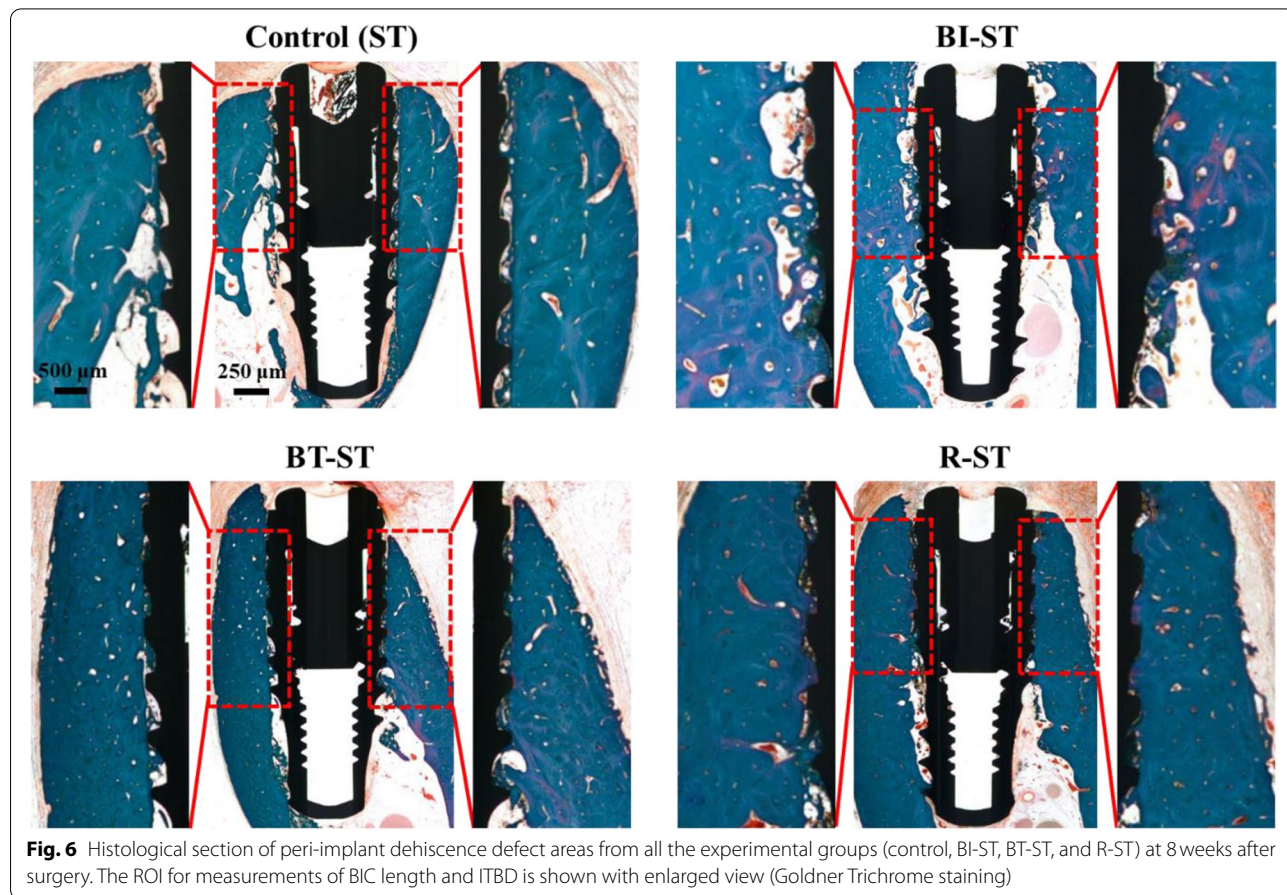 Control (ST)
BI-ST
500 µm
250 µm
BT-ST
R-ST
Fig. 6 Histological section of peri-implant dehiscence defect areas from all the experimental groups (control, BI-ST, BT-ST, and R-ST) at 8 weeks after
surgery. The ROI for measurements of BIC length and ITBD is shown with enlarged view (Goldner Trichrome staining)